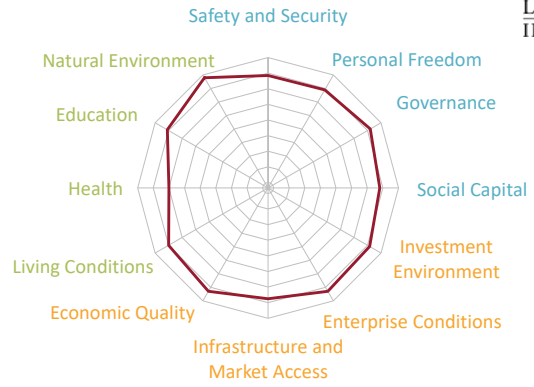 Safety and Security
Personal Freedom
Governance
Social Capital
Investment
Environment
Enterprise Conditions
Infrastructure and
Market Access
Economic Quality
Living Conditions
Health
Education
Natural Environment